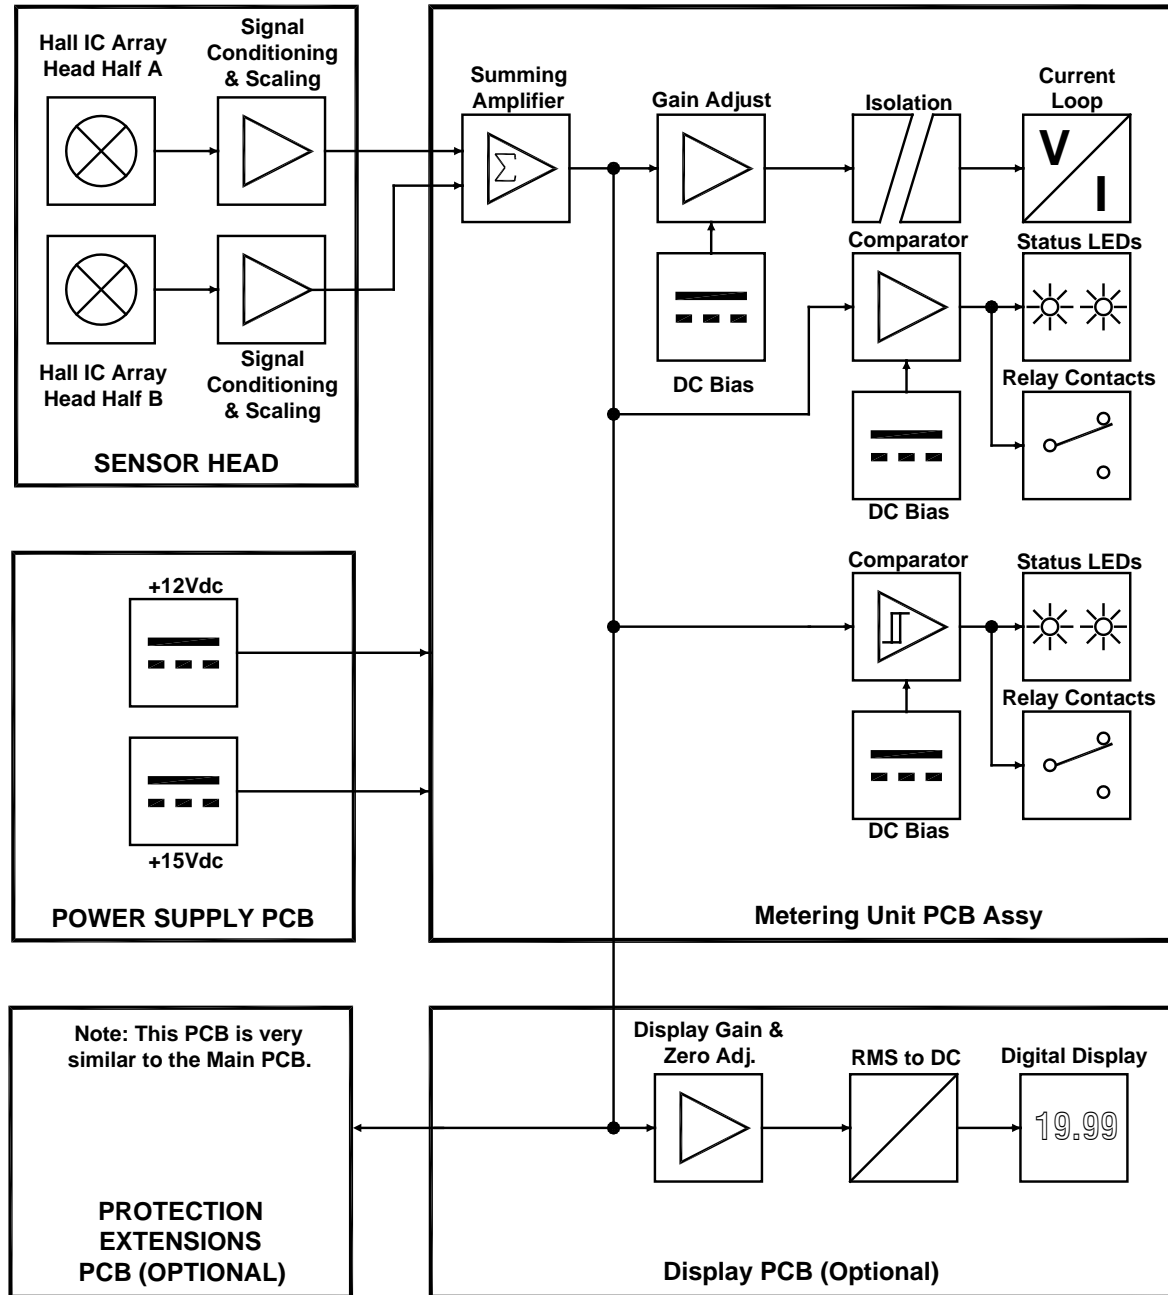 Hall IC Array
Head Half A
Signal
Conditioning
& Scaling
Hall IC Array
Head Half B
Signal
Conditioning
& Scaling
SENSOR HEAD
Summing
Amplifier
Σ
Gain Adjust
DC Bias
Isolation
Current
Loop
V
I
Comparator
DC Bias
Status LEDs
Relay Contacts
Comparator
DC Bias
Status LEDs
Relay Contacts
Metering Unit PCB Assy
+12Vdc
+15Vdc
POWER SUPPLY PCB
Note: This PCB is very
similar to the Main PCB.
PROTECTION
EXTENSIONS
PCB (OPTIONAL)
Display Gain &
Zero Adj.
RMS to DC
Digital Display
19.99
Display PCB (Optional)